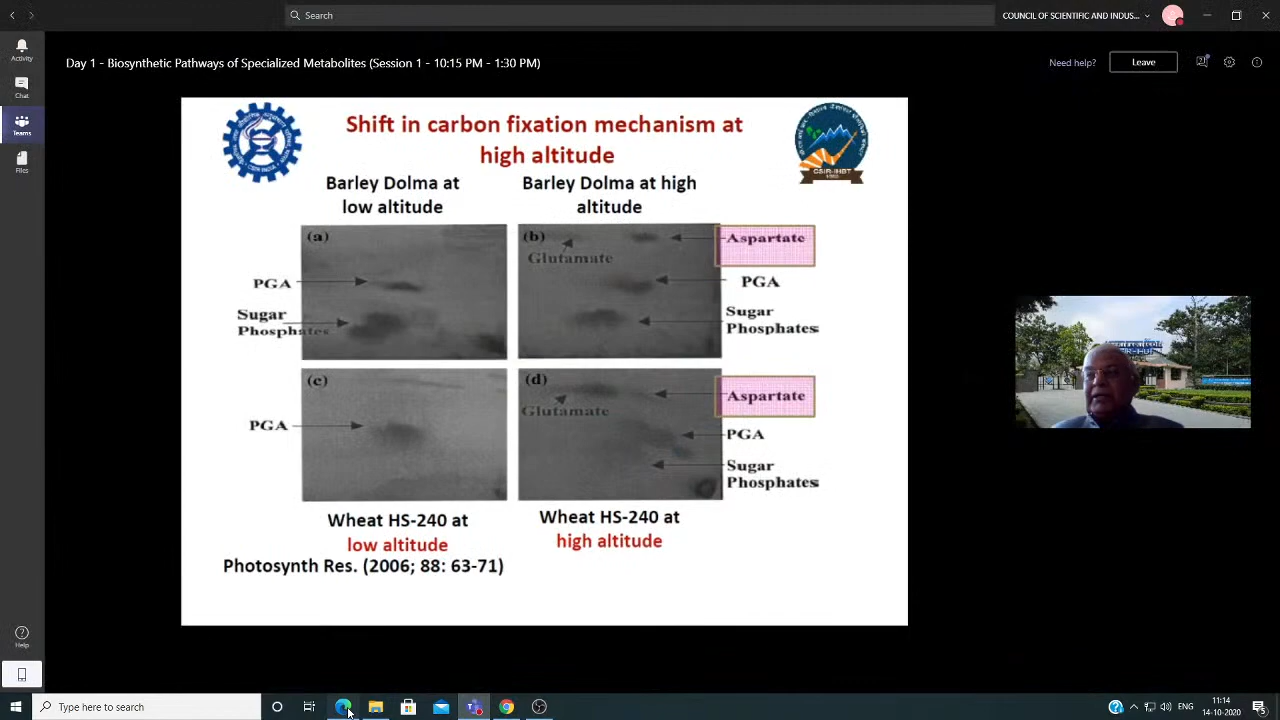 Search
COUNCIL OF SCIENTIFIC AND INDUS...
Activity
Chat
Teams
Files
Help
Day 1 - Biosynthetic Pathways of Specialized Metabolites (Session 1 - 10:15 PM - 1:30 PM)
Need help?
Leave
Shift in carbon fixation mechanism at
high altitude
CSIR-IHBT
Barley Dolma at
low altitude
Barley Dolma at high
altitude
(a)
PGA
Sugar
Phosphates
(b)
Glutamate
Aspartate
PGA
Sugar
Phosphates
(c)
PGA
(d)
Glutamate
Aspartate
PGA
Sugar
Phosphates
Wheat HS-240 at
low altitude
Wheat HS-240 at
high altitude
Photosynth Res. (2006; 88: 63-71)
Type here to search
ENG
11:14
14-10-2020